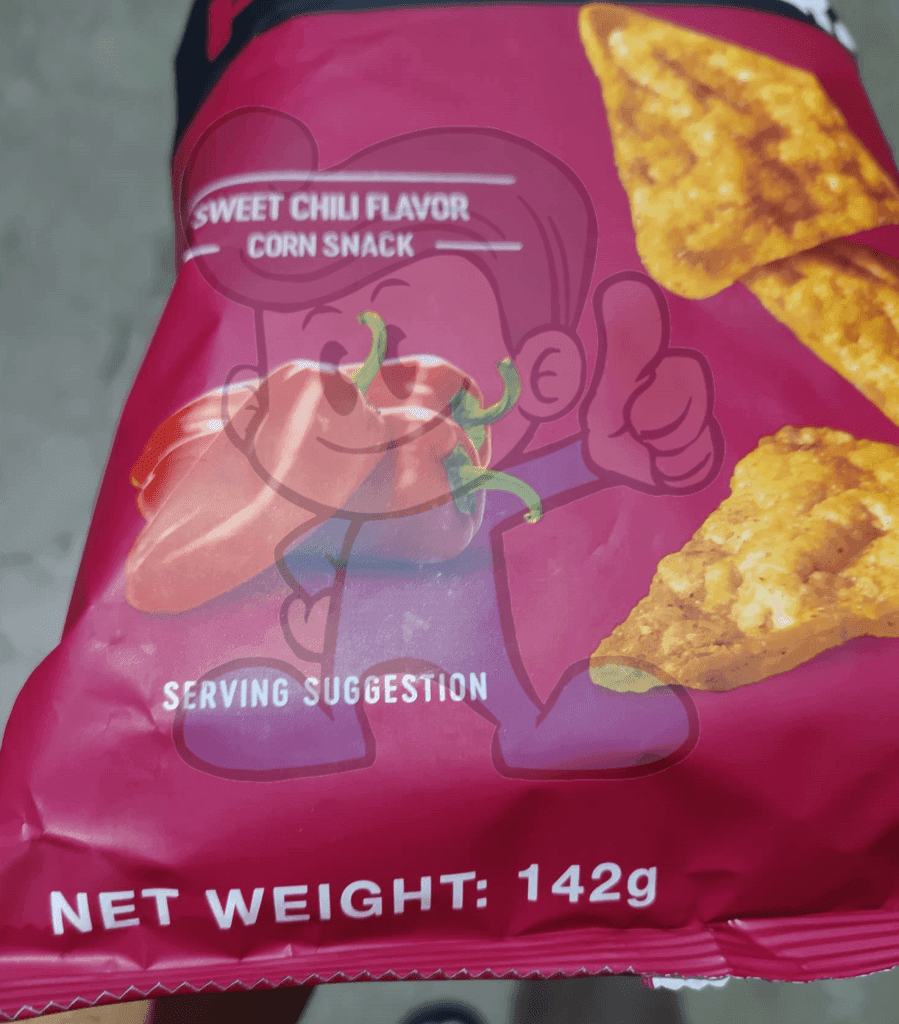 SWEET CHILI FLAVOR
CORN SNACK
SERVING SUGGESTION
NET WEIGHT: 142g